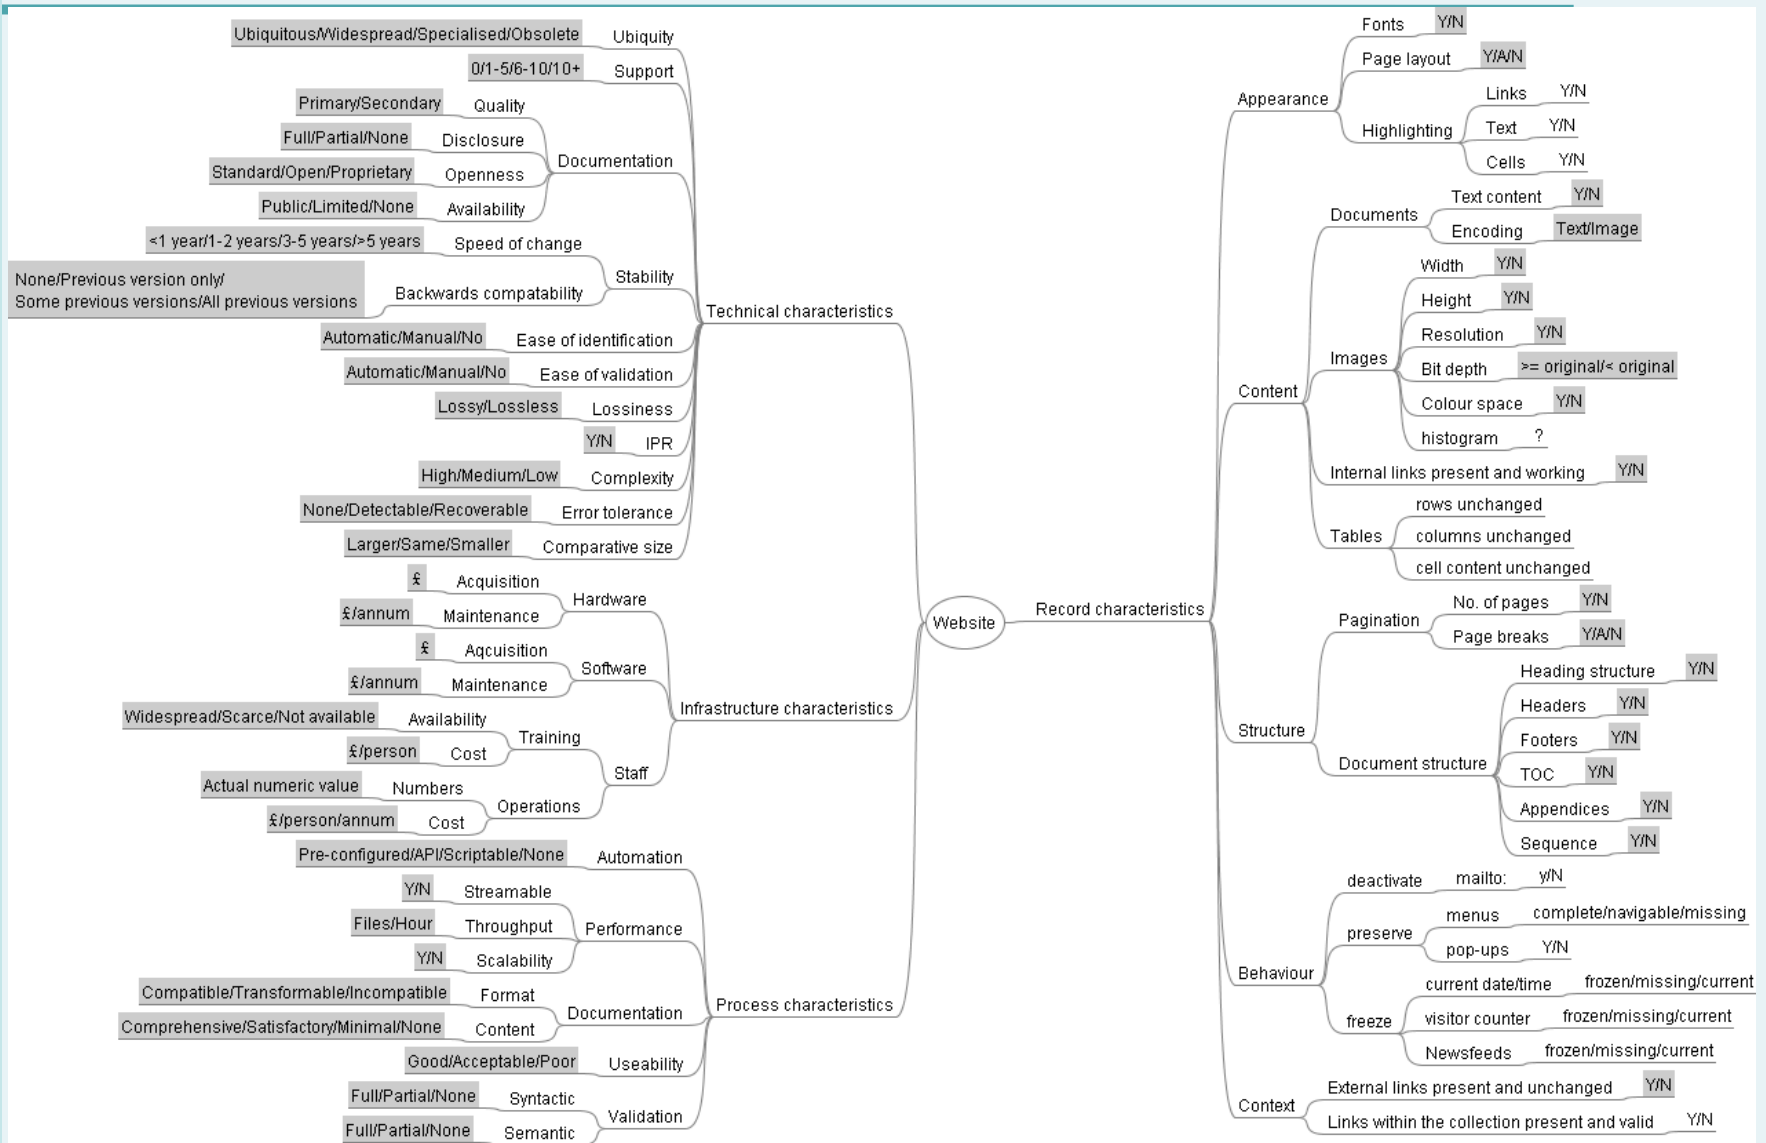 Ubiquitous/Widespread/Specialised/Obsolete Ubiquity
0/1-5/6-10/10+ Support
Primary/Secondary Quality
Full/Partial/None Disclosure
Documentation
Standard/Open/Proprietary Openness
Public/Limited/None Availability
<1 year/1-2 years/3-5 years/>5 years Speed of change
Stability
None/Previous version only/
Some previous versions/All previous versions
Backwards compatability
Technical characteristics
Automatic/Manual/No Ease of identification
Automatic/Manual/No Ease of validation
Lossy/Lossless Lossiness
Y/N IPR
High/Medium/Low Complexity
None/Detectable/Recoverable Error tolerance
Larger/Same/Smaller Comparative size
£ Acquisition
Hardware
£/annum Maintenance
£ Aqcuisition
Software
£/annum Maintenance
Infrastructure characteristics
Widespread/Scarce/Not available Availability
Training
£/person Cost
Staff
Actual numeric value Numbers
Operations
£/person/annum Cost
Pre-configured/API/Scriptable/None Automation
Y/N Streamable
Files/Hour Throughput
Performance
Y/N Scalability
Process characteristics
Compatible/Transformable/Incompatible Format
Documentation
Comprehensive/Satisfactory/Minimal/None Content
Good/Acceptable/Poor Useability
Full/Partial/None Syntactic
Validation
Full/Partial/None Semantic
Website
Record characteristics
Fonts Y/N
Page layout Y/A/N
Appearance
Links Y/N
Highlighting
Text Y/N
Cells Y/N
Text content Y/N
Documents
Encoding Text/Image
Width Y/N
Height Y/N
Resolution Y/N
Images
Bit depth >= original/< original
Content
Colour space Y/N
histogram ?
Internal links present and working Y/N
rows unchanged
Tables
columns unchanged
cell content unchanged
No. of pages Y/N
Pagination
Page breaks Y/A/N
Structure
Heading structure Y/N
Headers Y/N
Footers Y/N
Document structure
TOC Y/N
Appendices Y/N
Sequence Y/N
deactivate mailto: y/N
menus complete/navigable/missing
preserve
pop-ups Y/N
Behaviour
current date/time frozen/missing/current
freeze
visitor counter frozen/missing/current
Newsfeeds frozen/missing/current
External links present and unchanged Y/N
Context
Links within the collection present and valid Y/N